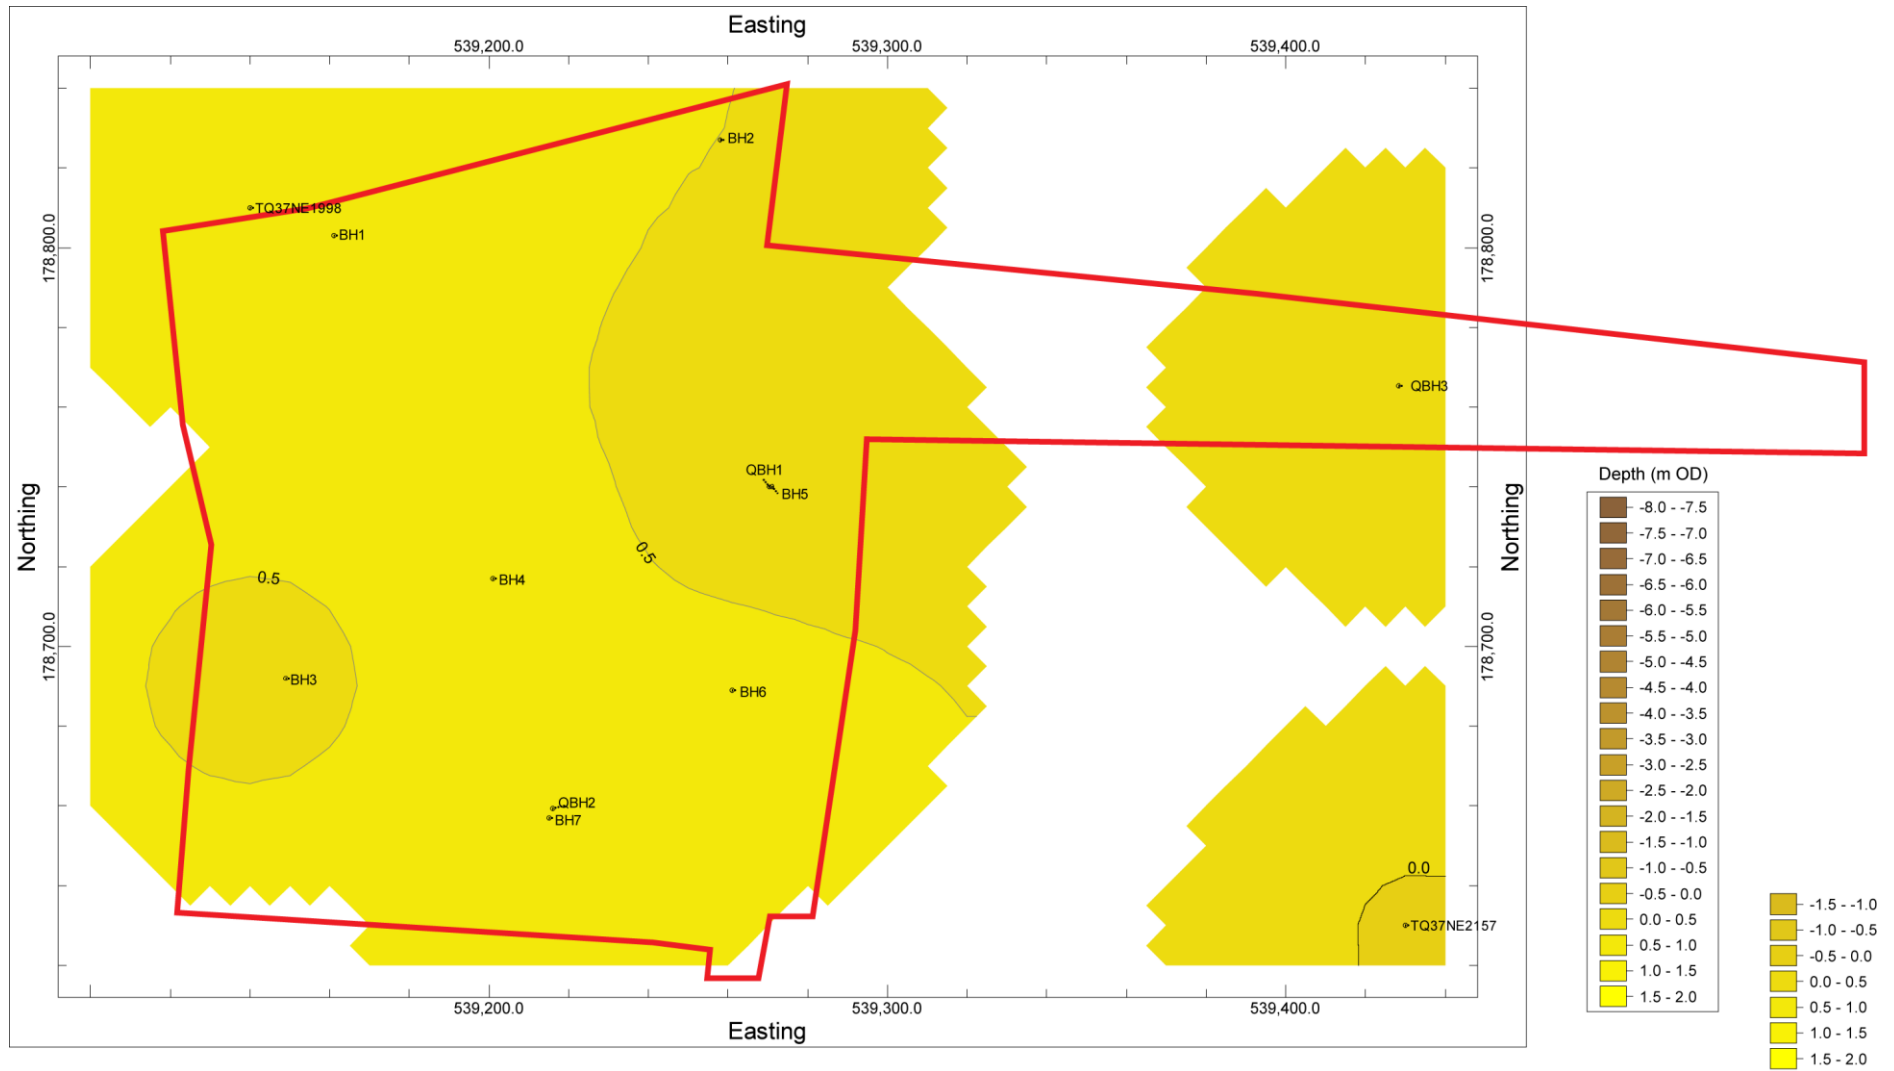 Easting
539,200.0 539,300.0 539,400.0
BH2
TQ37NE1998
BH1
178,800.0 178,800.0
QBH3
QBH1
BH5
Northing Northing
0.5
0.5
BH4
178,700.0 178,700.0
BH3
BH6
QBH2
BH7
0.0
TQ37NE2157
539,200.0 539,300.0 539,400.0
Easting
Depth (m OD)
-8.0 - -7.5
-7.5 - -7.0
-7.0 - -6.5
-6.5 - -6.0
-6.0 - -5.5
-5.5 - -5.0
-5.0 - -4.5
-4.5 - -4.0
-4.0 - -3.5
-3.5 - -3.0
-3.0 - -2.5
-2.5 - -2.0
-2.0 - -1.5
-1.5 - -1.0
-1.0 - -0.5
-0.5 - 0.0
0.0 - 0.5
0.5 - 1.0
1.0 - 1.5
1.5 - 2.0
-1.5 - -1.0
-1.0 - -0.5
-0.5 - 0.0
0.0 - 0.5
0.5 - 1.0
1.0 - 1.5
1.5 - 2.0